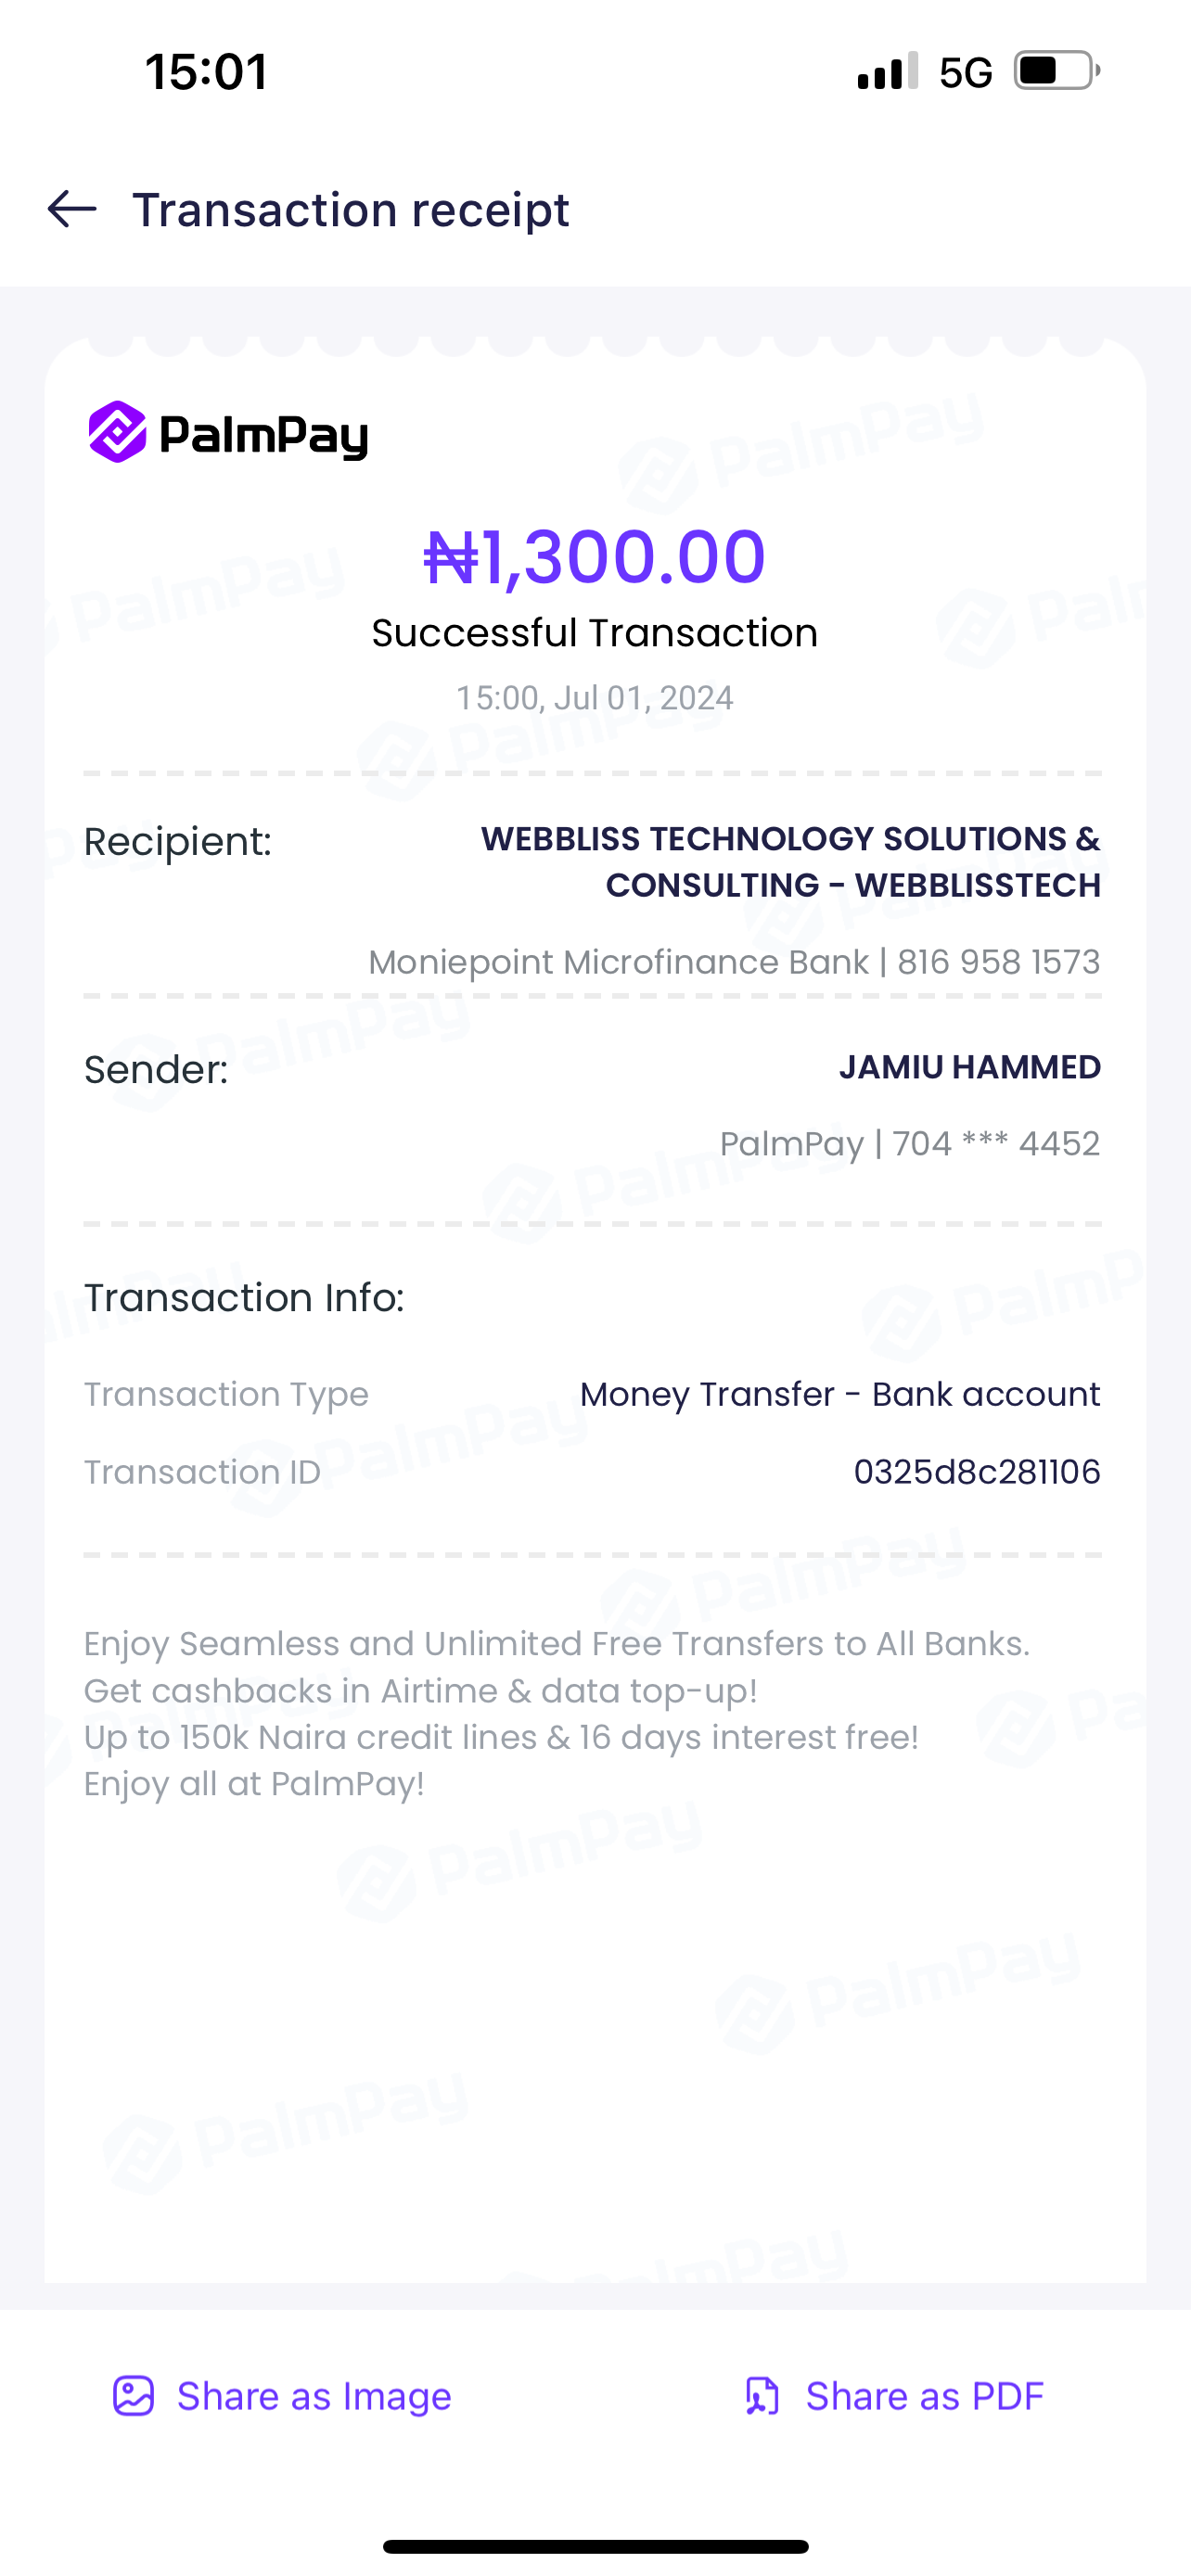 15:01 5G
Transaction receipt
PalmPay
₦1,300.00
Successful Transaction
15:00, Jul 01, 2024
Recipient: WEBBLISS TECHNOLOGY SOLUTIONS &
CONSULTING - WEBBLISSTECH
Moniepoint Microfinance Bank | 816 958 1573
Sender: JAMIU HAMMED
PalmPay | 704 *** 4452
Transaction Info:
Transaction Type Money Transfer - Bank account
Transaction ID 0325d8c281106
Enjoy Seamless and Unlimited Free Transfers to All Banks.
Get cashbacks in Airtime & data top-up!
Up to 150k Naira credit lines & 16 days interest free!
Enjoy all at PalmPay!
Share as Image Share as PDF